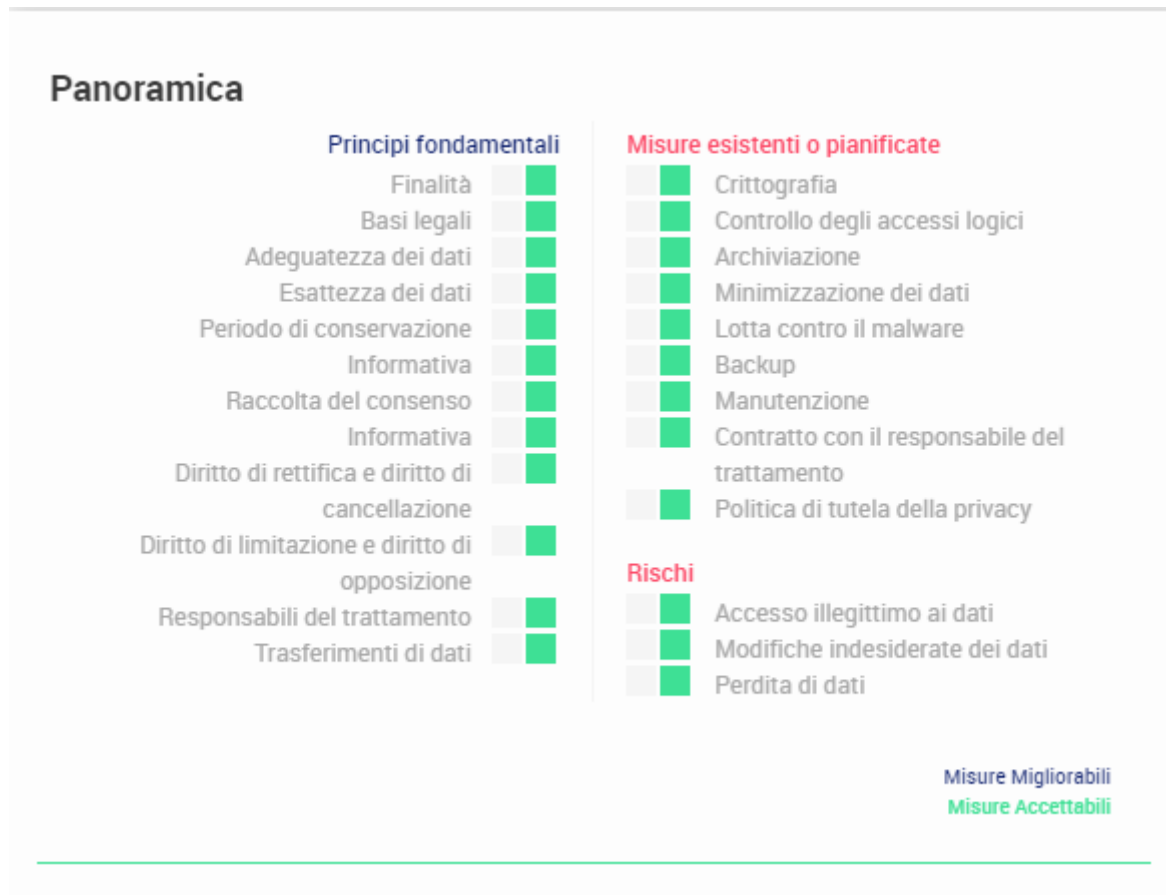 Panoramica
Principi fondamentali
Finalità
Basi legali
Adeguatezza dei dati
Esattezza dei dati
Periodo di conservazione
Informativa
Raccolta del consenso
Informativa
Diritto di rettifica e diritto di
cancellazione
Diritto di limitazione e diritto di
opposizione
Responsabili del trattamento
Trasferimenti di dati
Misure esistenti o pianificate
Crittografia
Controllo degli accessi logici
Archiviazione
Minimizzazione dei dati
Lotta contro il malware
Backup
Manutenzione
Contratto con il responsabile del
trattamento
Politica di tutela della privacy
Rischi
Accesso illegittimo ai dati
Modifiche indesiderate dei dati
Perdita di dati
Misure Migliorabili
Misure Accettabili